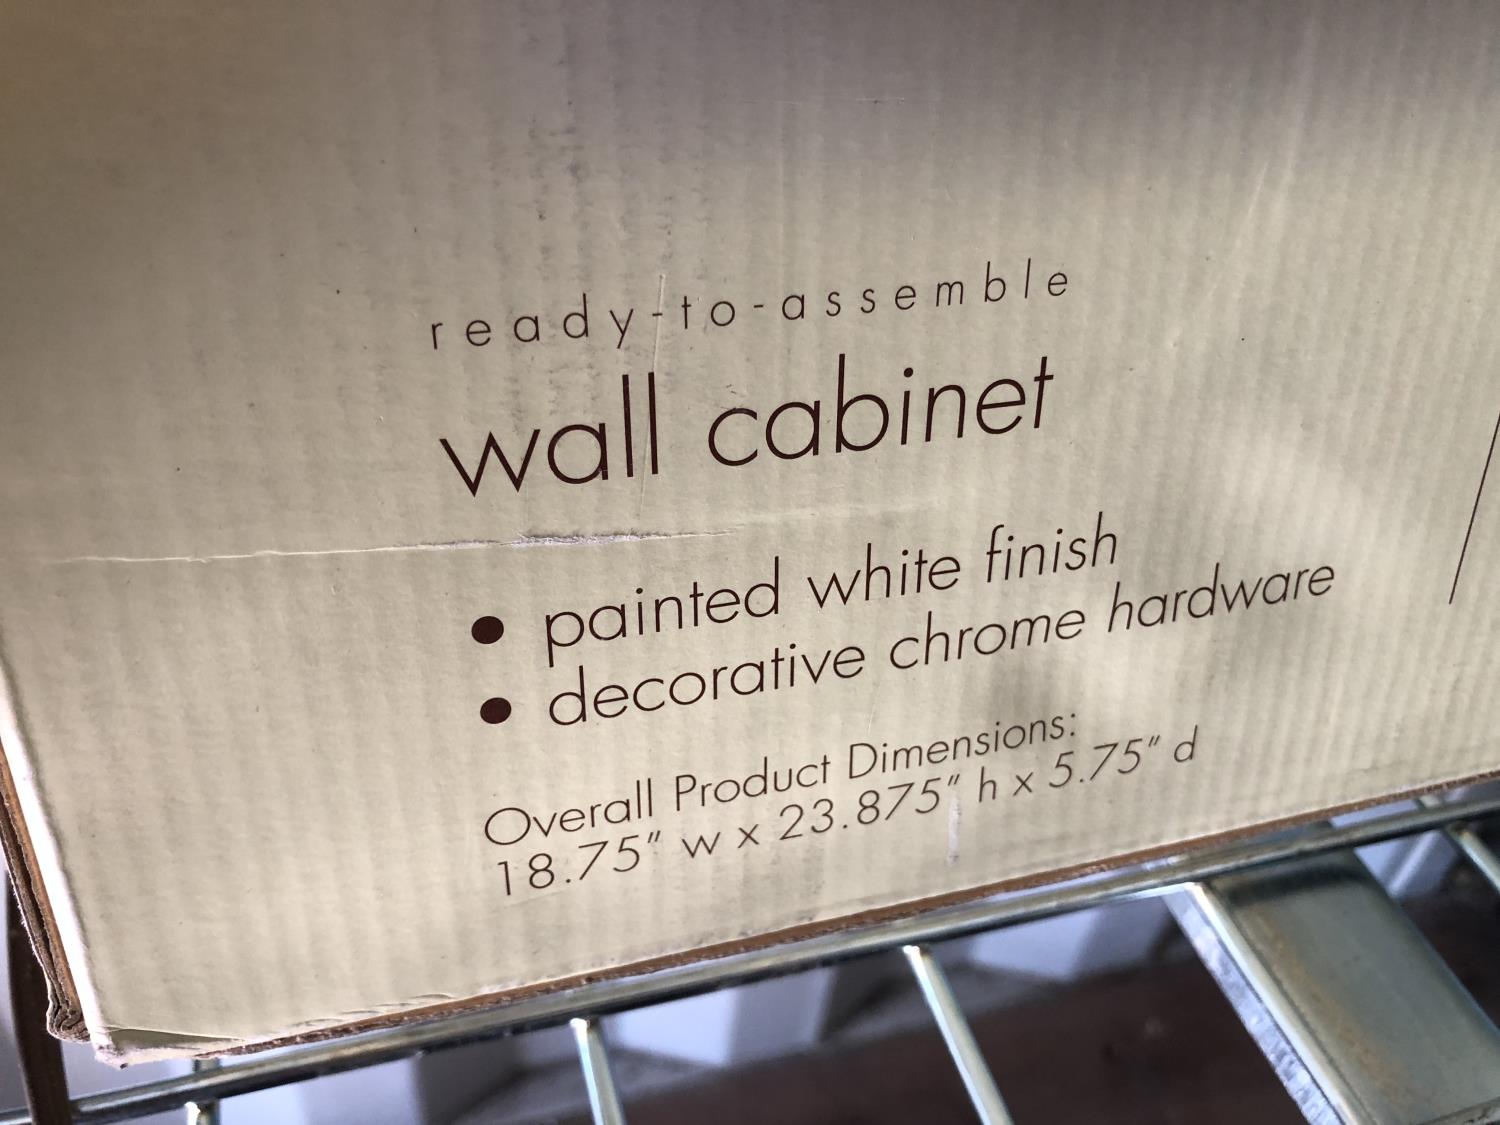 ready-to-assemble
wall cabinet
• painted white finish
• decorative chrome hardware
Overall Product Dimensions:
18.75" w x 23.875" h x 5.75" d